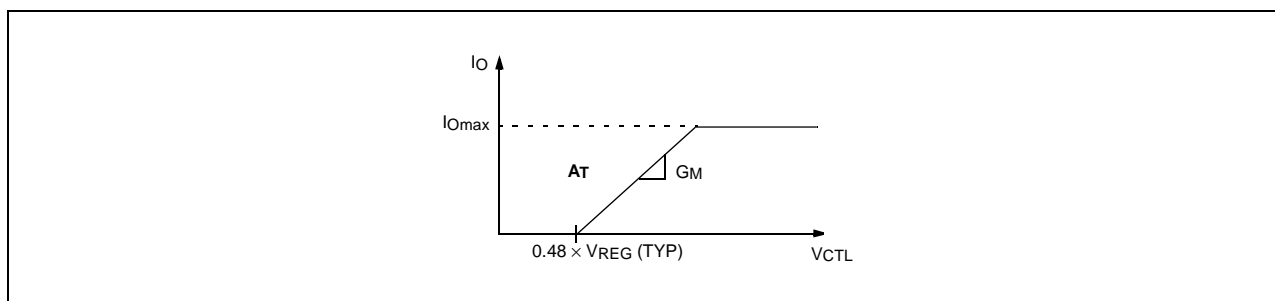 IO
IOmax
AT
GM
0.48 × VREG (TYP)
VCTL